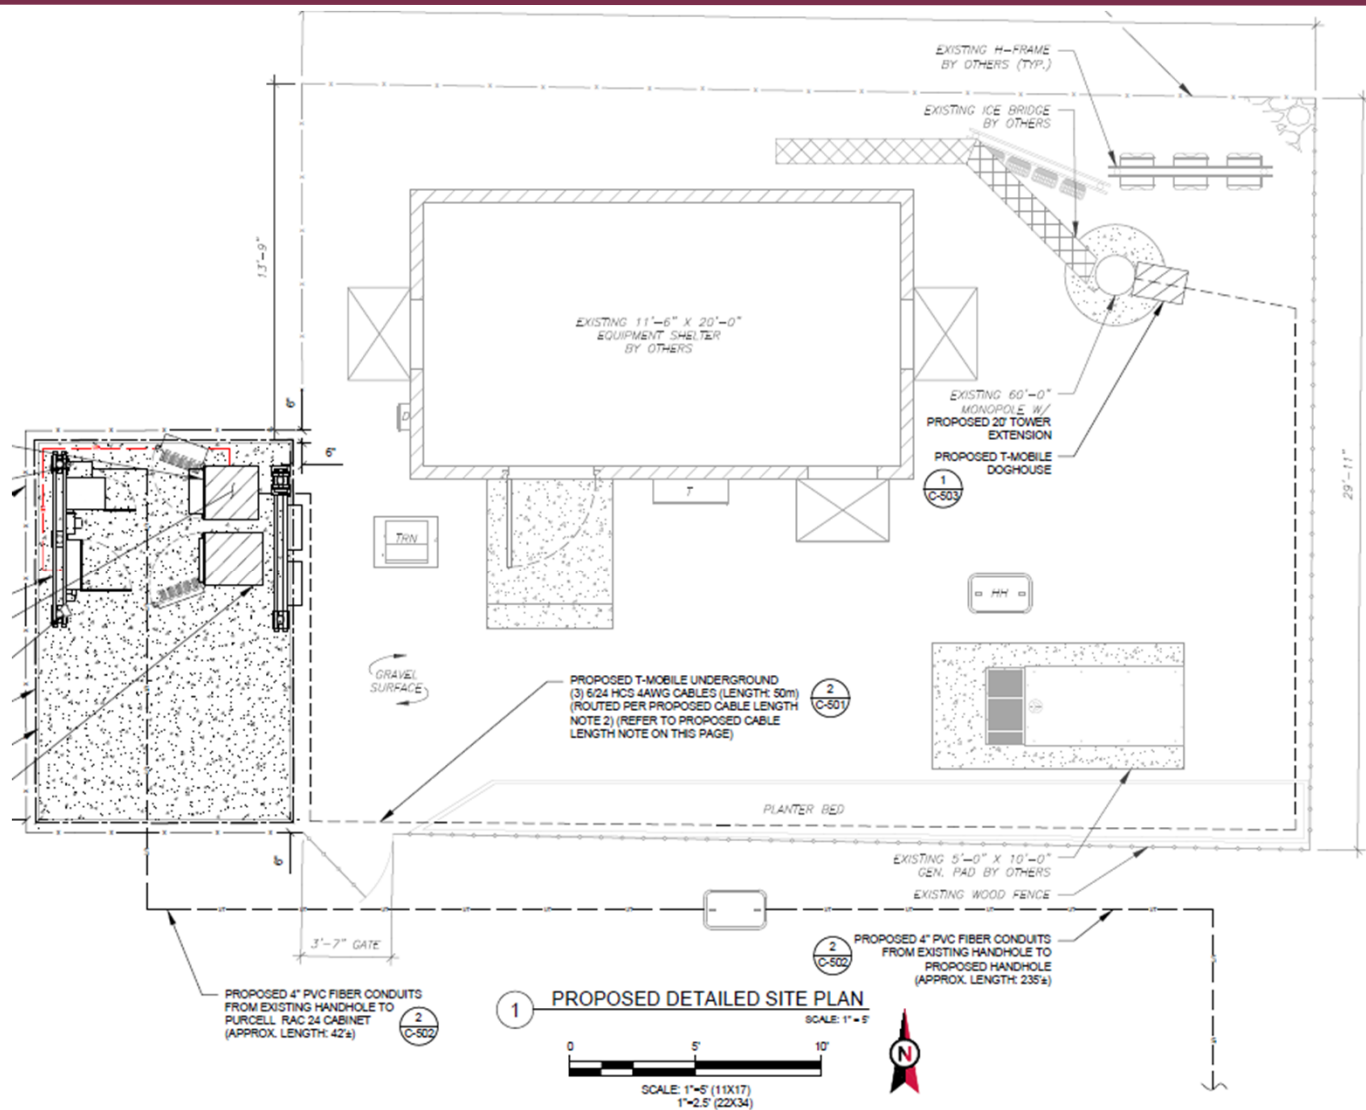 EXISTING H-FRAME
BY OTHERS (TYP.)
EXISTING ICE BRIDGE
BY OTHERS
13'-9"
EXISTING 11'-6" X 20'-0"
EQUIPMENT SHELTER
BY OTHERS
6"
D
6"
EXISTING 60'-0"
MONOPOLE W/
PROPOSED 20' TOWER
EXTENSION
PROPOSED T-MOBILE
DOGHOUSE
1
C-503
29'-11"
T
TRN
HH
GRAVEL
SURFACE
PROPOSED T-MOBILE UNDERGROUND
(3) 6/24 HCS 4AWG CABLES (LENGTH: 50m)
(ROUTED PER PROPOSED CABLE LENGTH
NOTE 2) (REFER TO PROPOSED CABLE
LENGTH NOTE ON THIS PAGE)
2
C-501
PLANTER BED
6"
EXISTING 5'-0" X 10'-0"
GEN. PAD BY OTHERS
EXISTING WOOD FENCE
3'-7" GATE
2
C-502
PROPOSED 4" PVC FIBER CONDUITS
FROM EXISTING HANDHOLE TO
PROPOSED HANDHOLE
(APPROX. LENGTH: 235'±)
PROPOSED 4" PVC FIBER CONDUITS
FROM EXISTING HANDHOLE TO
PURCELL RAC 24 CABINET
(APPROX. LENGTH: 42'±)
2
C-502
1
PROPOSED DETAILED SITE PLAN
SCALE: 1" = 5'
0 5' 10'
SCALE: 1"=5' (11X17)
1"=2.5' (22X34)
N